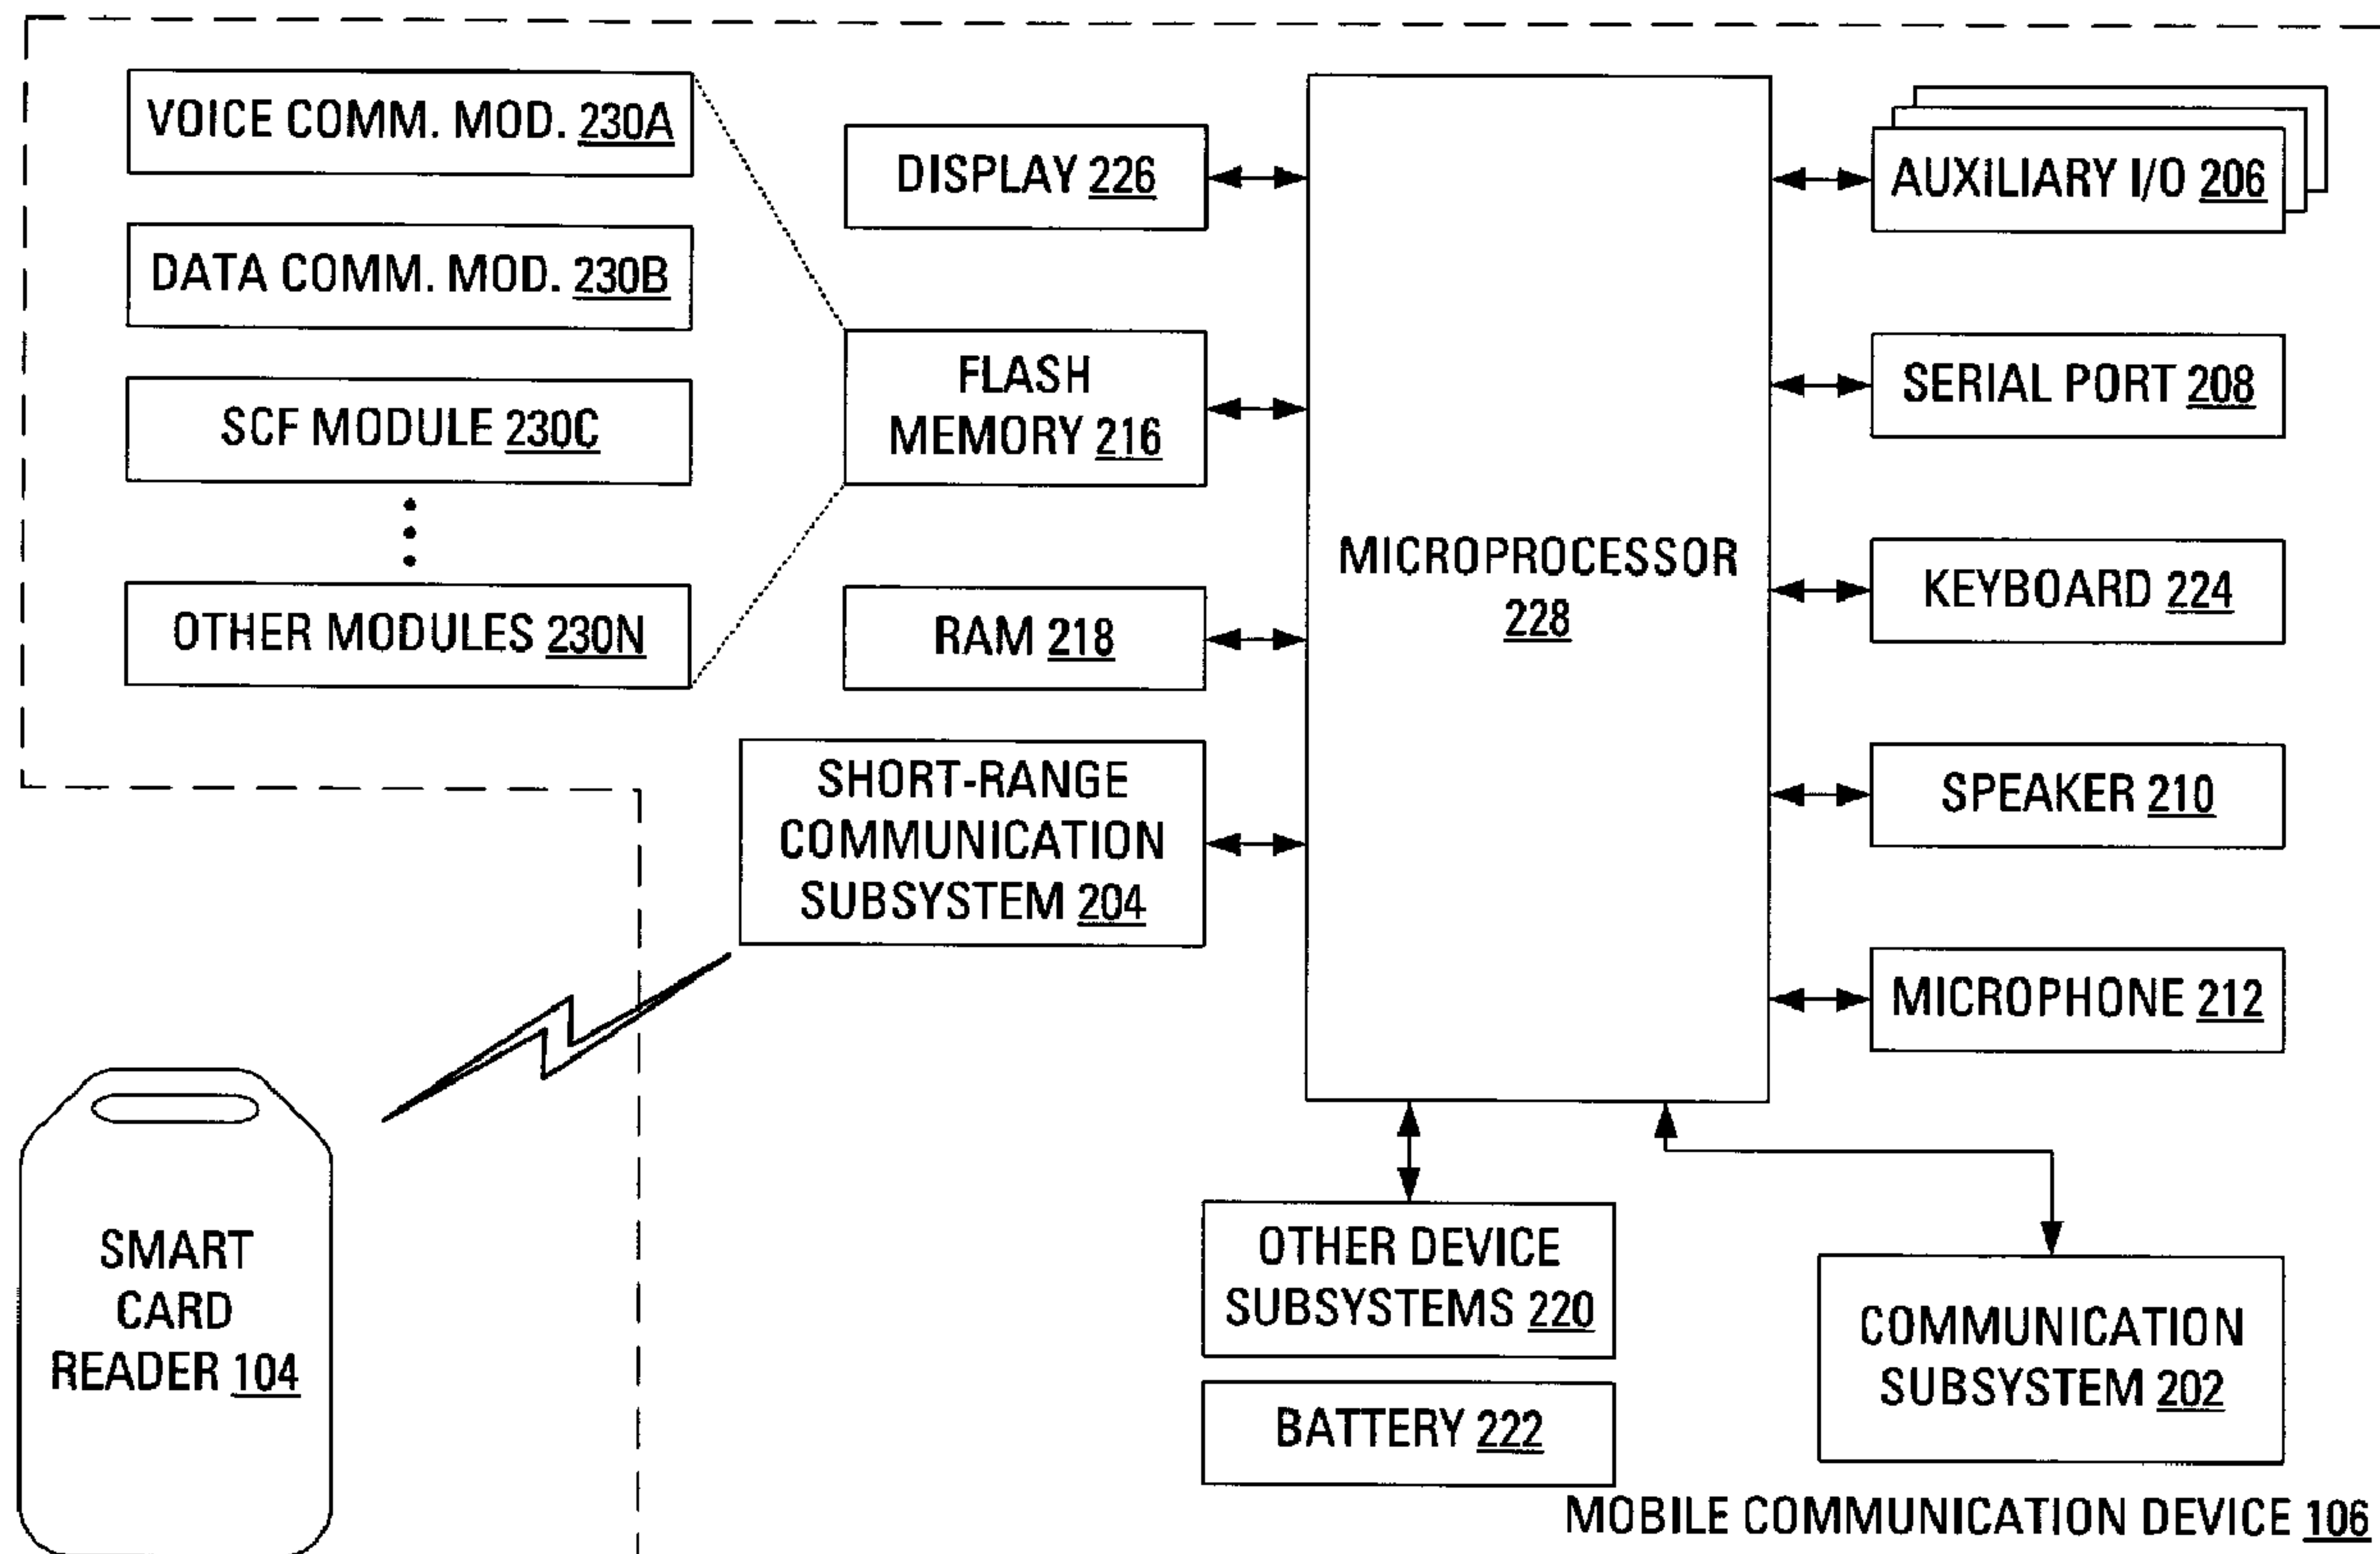 VOICE COMM. MOD. 230A
DATA COMM. MOD. 230B
SCF MODULE 230C
OTHER MODULES 230N
DISPLAY 226
FLASH
MEMORY 216
RAM 218
SHORT-RANGE
COMMUNICATION
SUBSYSTEM 204
MICROPROCESSOR
228
AUXILIARY I/O 206
SERIAL PORT 208
KEYBOARD 224
SPEAKER 210
MICROPHONE 212
SMART
CARD
READER 104
OTHER DEVICE
SUBSYSTEMS 220
BATTERY 222
COMMUNICATION
SUBSYSTEM 202
MOBILE COMMUNICATION DEVICE 106